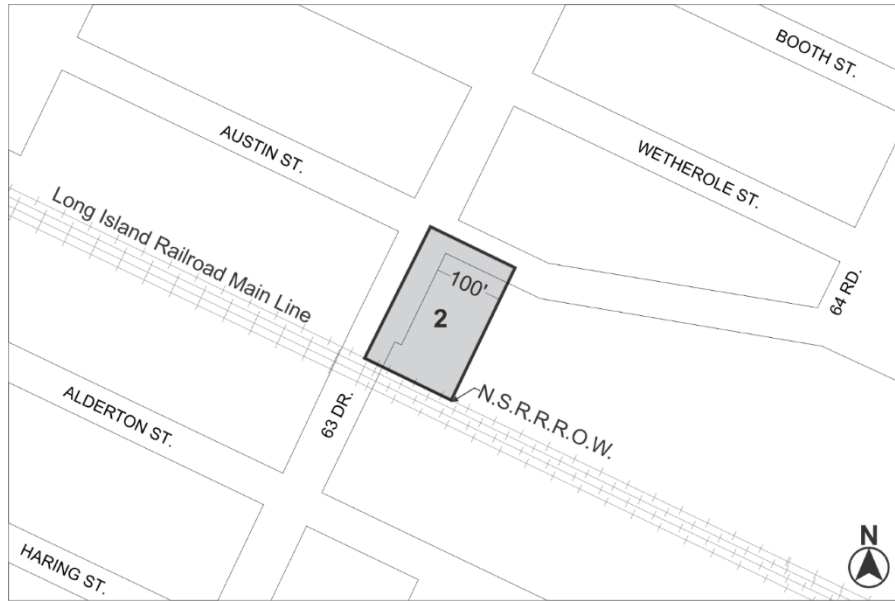 BOOTH ST.
AUSTIN ST.
WETHEROLE ST.
Long Island Railroad Main Line
100'
64 RD.
2
N.S.R.R.R.O.W.
63 DR.
ALDERTON ST.
N
HARING ST.